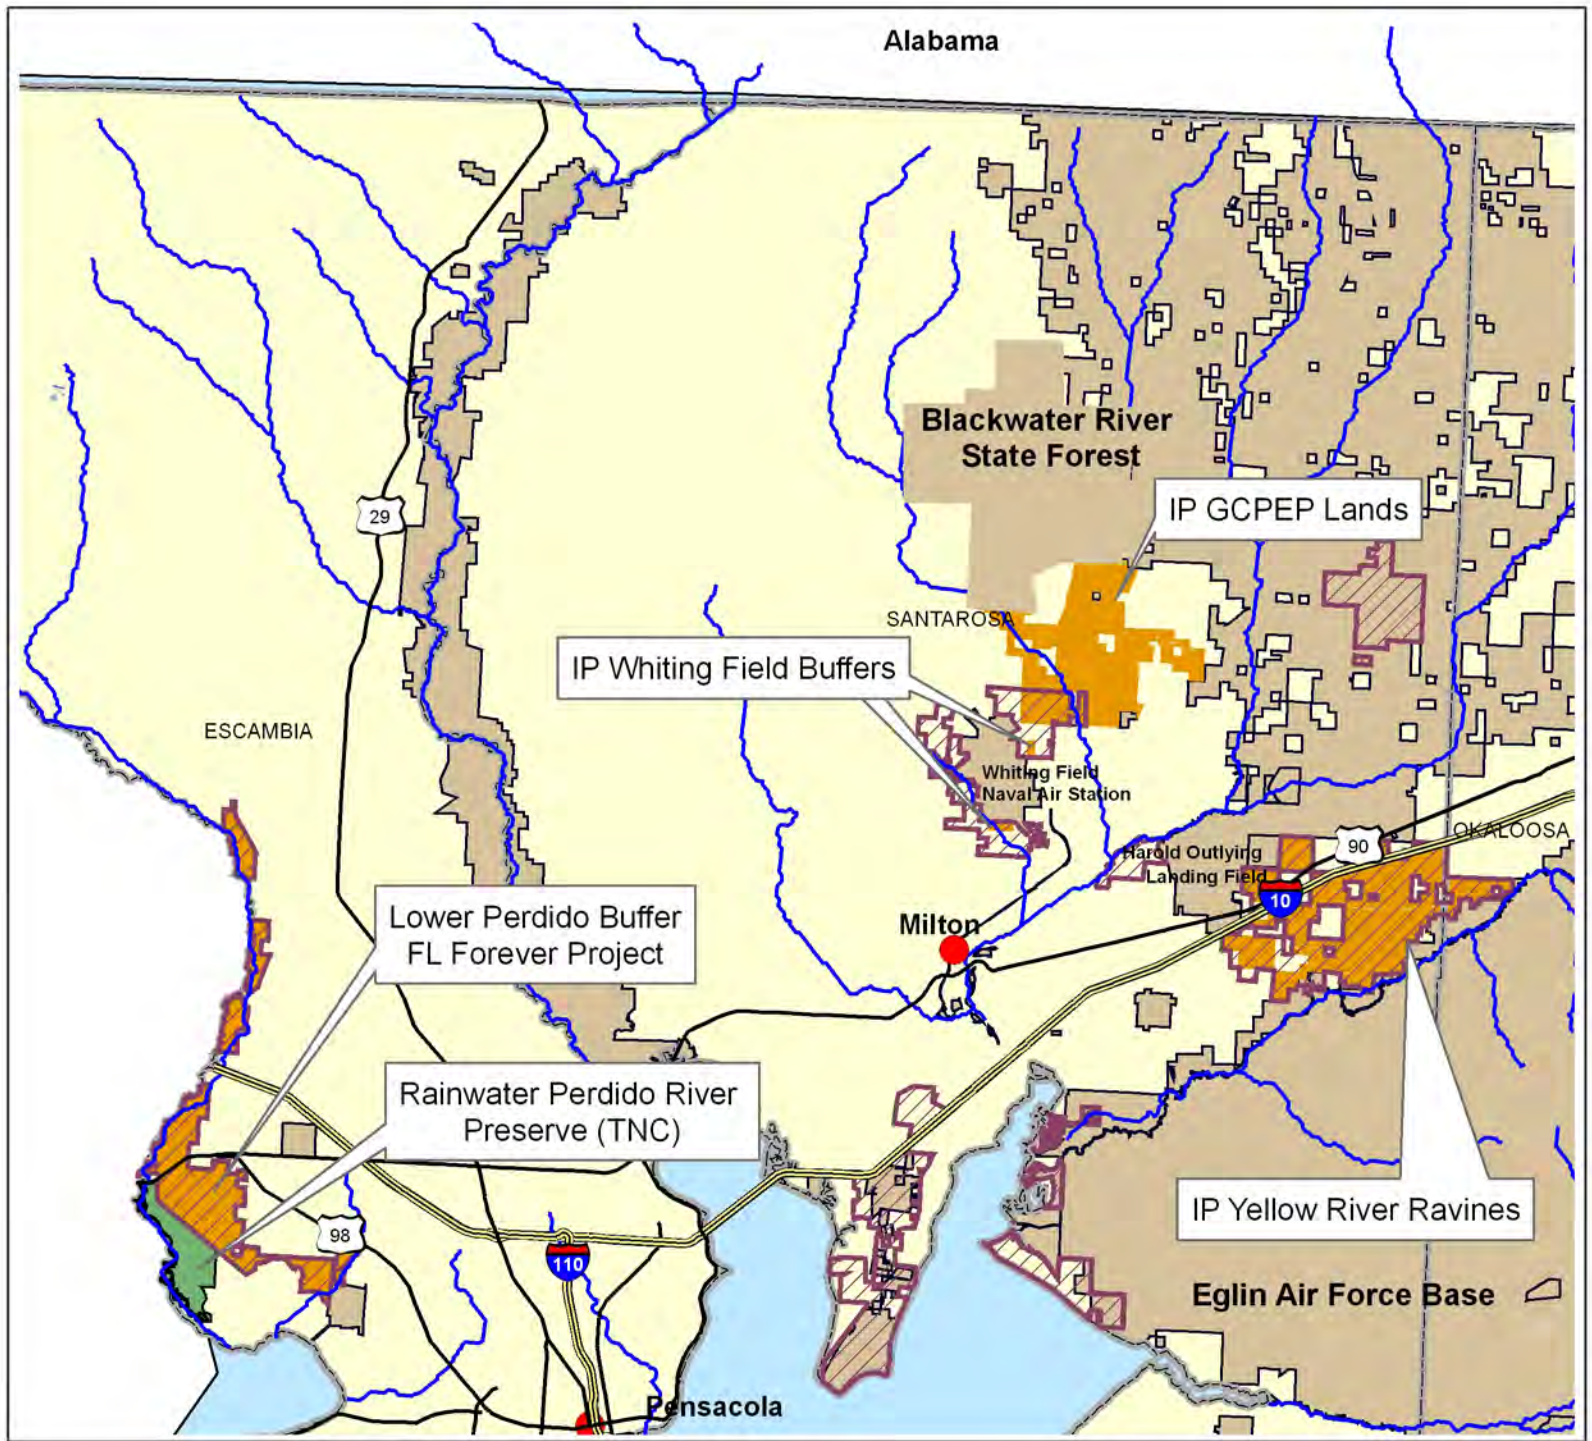 Alabama
Blackwater River
State Forest
IP GCPEP Lands
29
SANTAROSA
IP Whiting Field Buffers
ESCAMBIA
Whiting Field
Naval Air Station
OKALOOSA
90
Harold Outlying
Landing Field
10
Lower Perdido Buffer
FL Forever Project
Milton
Rainwater Perdido River
Preserve (TNC)
IP Yellow River Ravines
98
110
Eglin Air Force Base
Pensacola